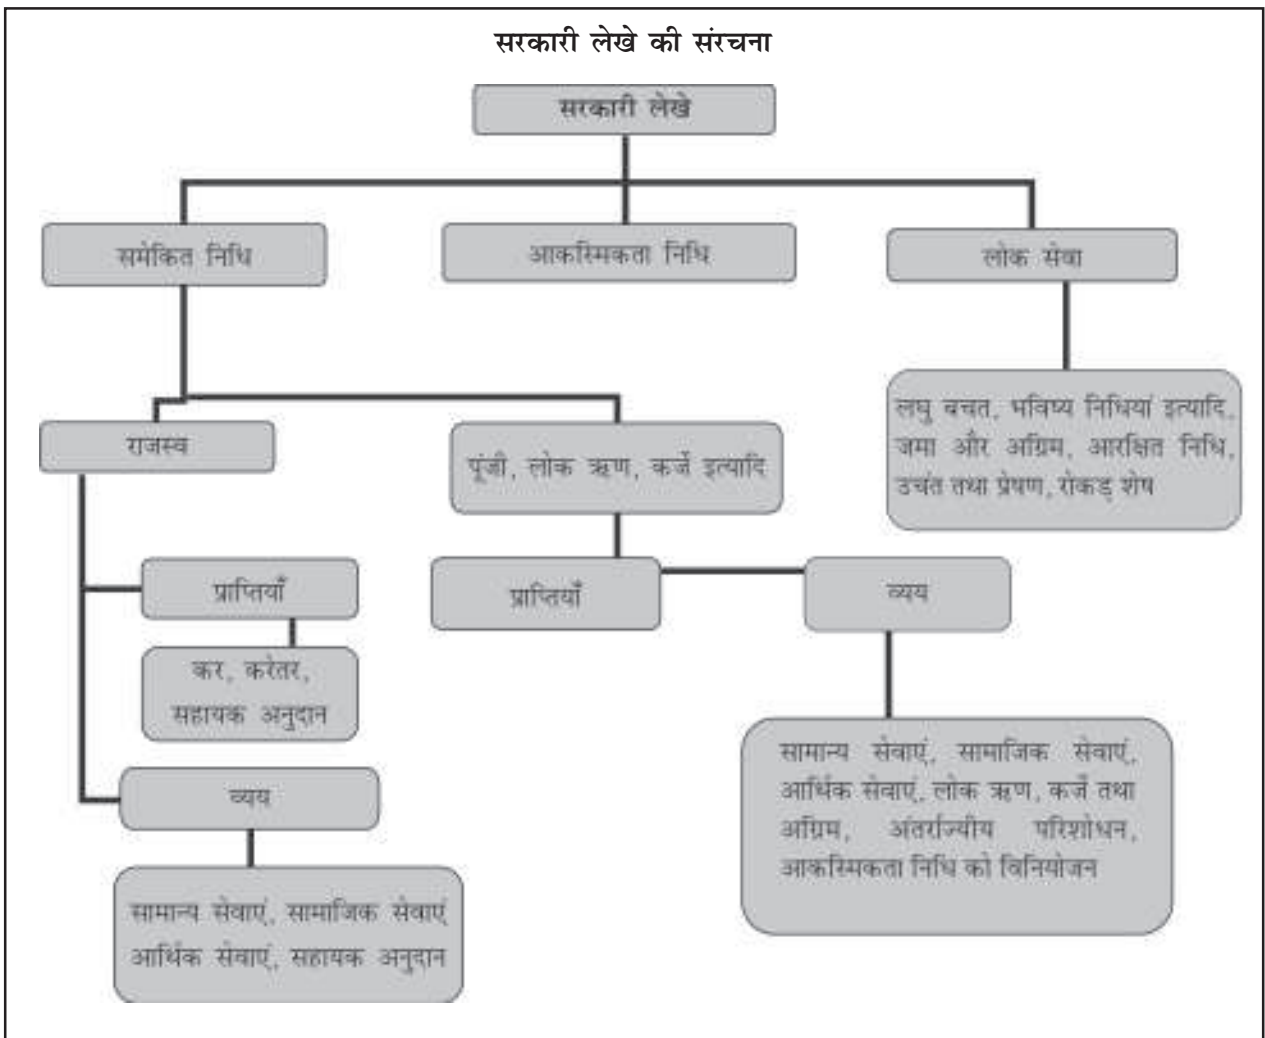 सरकारी लेखे की संरचना
सरकारी लेखे
समेकित निधि
आकस्मिकता निधि
लोक सेवा
लघु बचत, भविष्य निधियां इत्यादि,
जमा और अग्रिम, आरक्षित निधि,
उचंत तथा प्रेषण, रोकड़ शेष
राजस्व
पूंजी, लोक ऋण, कर्जे इत्यादि
प्राप्तियाँ
कर, करेतर,
सहायक अनुदान
प्राप्तियाँ
व्यय
सामान्य सेवाएं, सामाजिक सेवाएं,
आर्थिक सेवाएं, लोक ऋण, कर्जे तथा
अग्रिम, अंतर्राज्यीय परिशोधन,
आकस्मिकता निधि को विनियोजन
व्यय
सामान्य सेवाएं, सामाजिक सेवाएं
आर्थिक सेवाएं, सहायक अनुदान